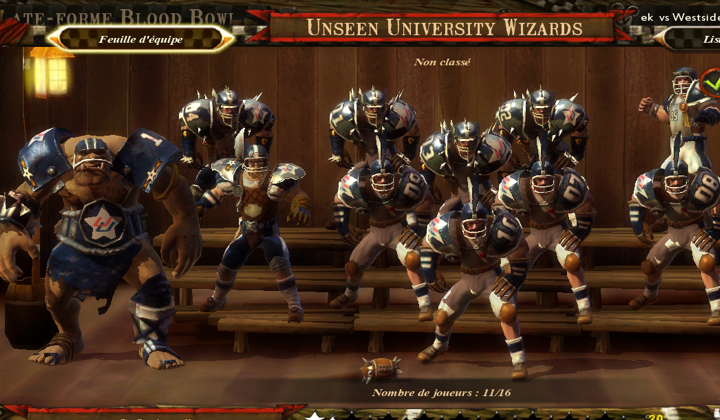 ATE-FORME BLOOD BOWL
UNSEEN UNIVERSITY WIZARDS
ek vs Westside
Feuille d'équipe
Lis
Non classé
1
Nombre de joueurs : 11/16